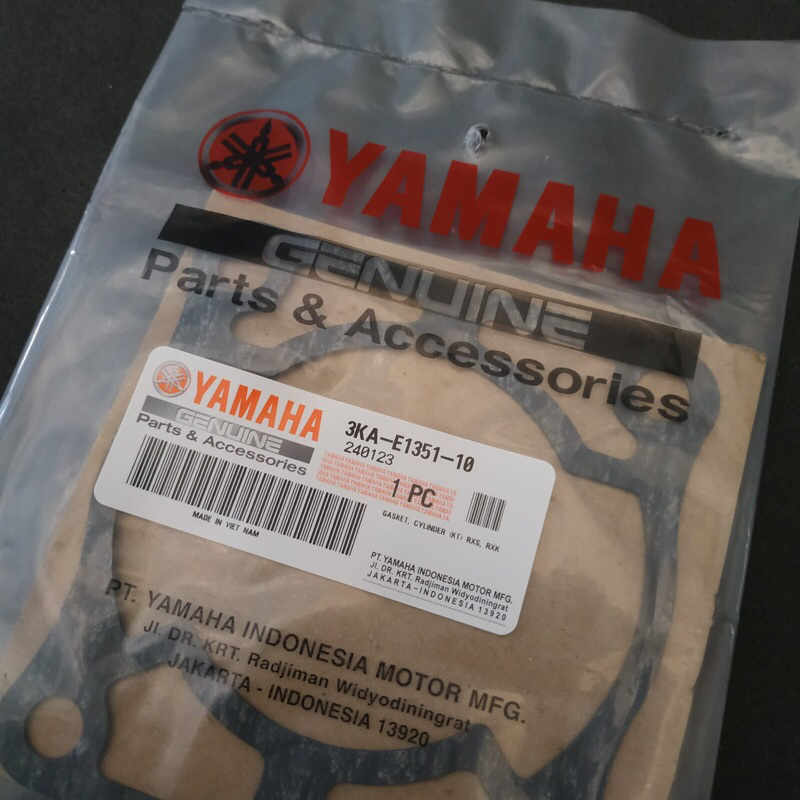 YAMAHA
GENUINE
Parts & Accessories
YAMAHA
GENUINE
Parts & Accessories
3KA-E1351-10
240123
1 PC
MADE IN VIET NAM
GASKET, CYLINDER (K1) RXS, RXK
PT. YAMAHA INDONESIA MOTOR MFG.
Jl. DR. KRT. Radjiman Widyodiningrat
JAKARTA-INDONESIA 13920
PT. YAMAHA INDONESIA MOTOR MFG.
Jl. DR. KRT. Radjiman Widyodiningrat
JAKARTA - INDONESIA 13920